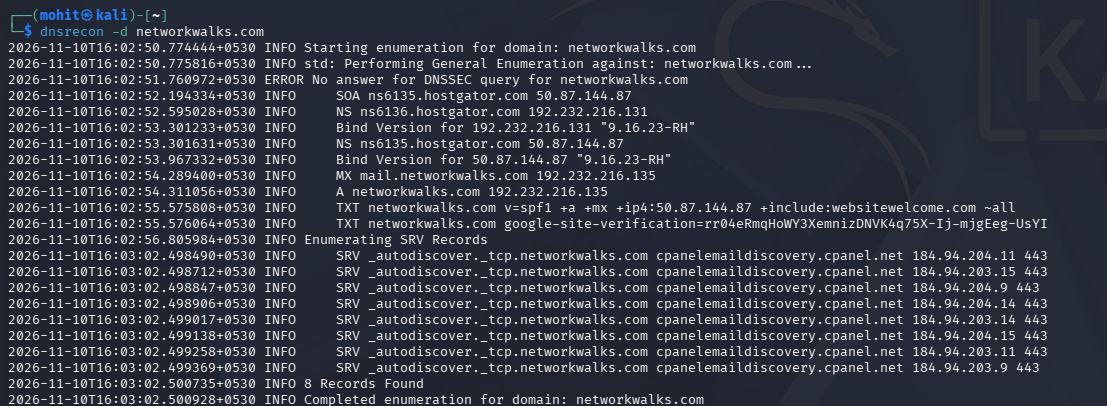 ┌──(mohit㉿kali)-[~]
└─$ dnsrecon -d networkwalks.com
2026-11-10T16:02:50.774444+0530 INFO Starting enumeration for domain: networkwalks.com
2026-11-10T16:02:50.775816+0530 INFO std: Performing General Enumeration against: networkwalks.com...
2026-11-10T16:02:51.760972+0530 ERROR No answer for DNSSEC query for networkwalks.com
2026-11-10T16:02:52.194334+0530 INFO     SOA ns6135.hostgator.com 50.87.144.87
2026-11-10T16:02:52.595028+0530 INFO     NS ns6136.hostgator.com 192.232.216.131
2026-11-10T16:02:53.301233+0530 INFO     Bind Version for 192.232.216.131 "9.16.23-RH"
2026-11-10T16:02:53.301631+0530 INFO     NS ns6135.hostgator.com 50.87.144.87
2026-11-10T16:02:53.967332+0530 INFO     Bind Version for 50.87.144.87 "9.16.23-RH"
2026-11-10T16:02:54.289400+0530 INFO     MX mail.networkwalks.com 192.232.216.135
2026-11-10T16:02:54.311056+0530 INFO     A networkwalks.com 192.232.216.135
2026-11-10T16:02:55.575808+0530 INFO     TXT networkwalks.com v=spf1 +a +mx +ip4:50.87.144.87 +include:websitewelcome.com ~all
2026-11-10T16:02:55.576064+0530 INFO     TXT networkwalks.com google-site-verification=rr04eRmqHoWY3XemnizDNVK4q75X-Ij-mjgEeg-UsYI
2026-11-10T16:02:56.805984+0530 INFO Enumerating SRV Records
2026-11-10T16:03:02.498490+0530 INFO     SRV _autodiscover._tcp.networkwalks.com cpanelemaildiscovery.cpanel.net 184.94.204.11 443
2026-11-10T16:03:02.498712+0530 INFO     SRV _autodiscover._tcp.networkwalks.com cpanelemaildiscovery.cpanel.net 184.94.203.15 443
2026-11-10T16:03:02.498847+0530 INFO     SRV _autodiscover._tcp.networkwalks.com cpanelemaildiscovery.cpanel.net 184.94.204.9 443
2026-11-10T16:03:02.498906+0530 INFO     SRV _autodiscover._tcp.networkwalks.com cpanelemaildiscovery.cpanel.net 184.94.204.14 443
2026-11-10T16:03:02.499017+0530 INFO     SRV _autodiscover._tcp.networkwalks.com cpanelemaildiscovery.cpanel.net 184.94.203.14 443
2026-11-10T16:03:02.499138+0530 INFO     SRV _autodiscover._tcp.networkwalks.com cpanelemaildiscovery.cpanel.net 184.94.204.15 443
2026-11-10T16:03:02.499258+0530 INFO     SRV _autodiscover._tcp.networkwalks.com cpanelemaildiscovery.cpanel.net 184.94.203.11 443
2026-11-10T16:03:02.499369+0530 INFO     SRV _autodiscover._tcp.networkwalks.com cpanelemaildiscovery.cpanel.net 184.94.203.9 443
2026-11-10T16:03:02.500735+0530 INFO 8 Records Found
2026-11-10T16:03:02.500928+0530 INFO Completed enumeration for domain: networkwalks.com